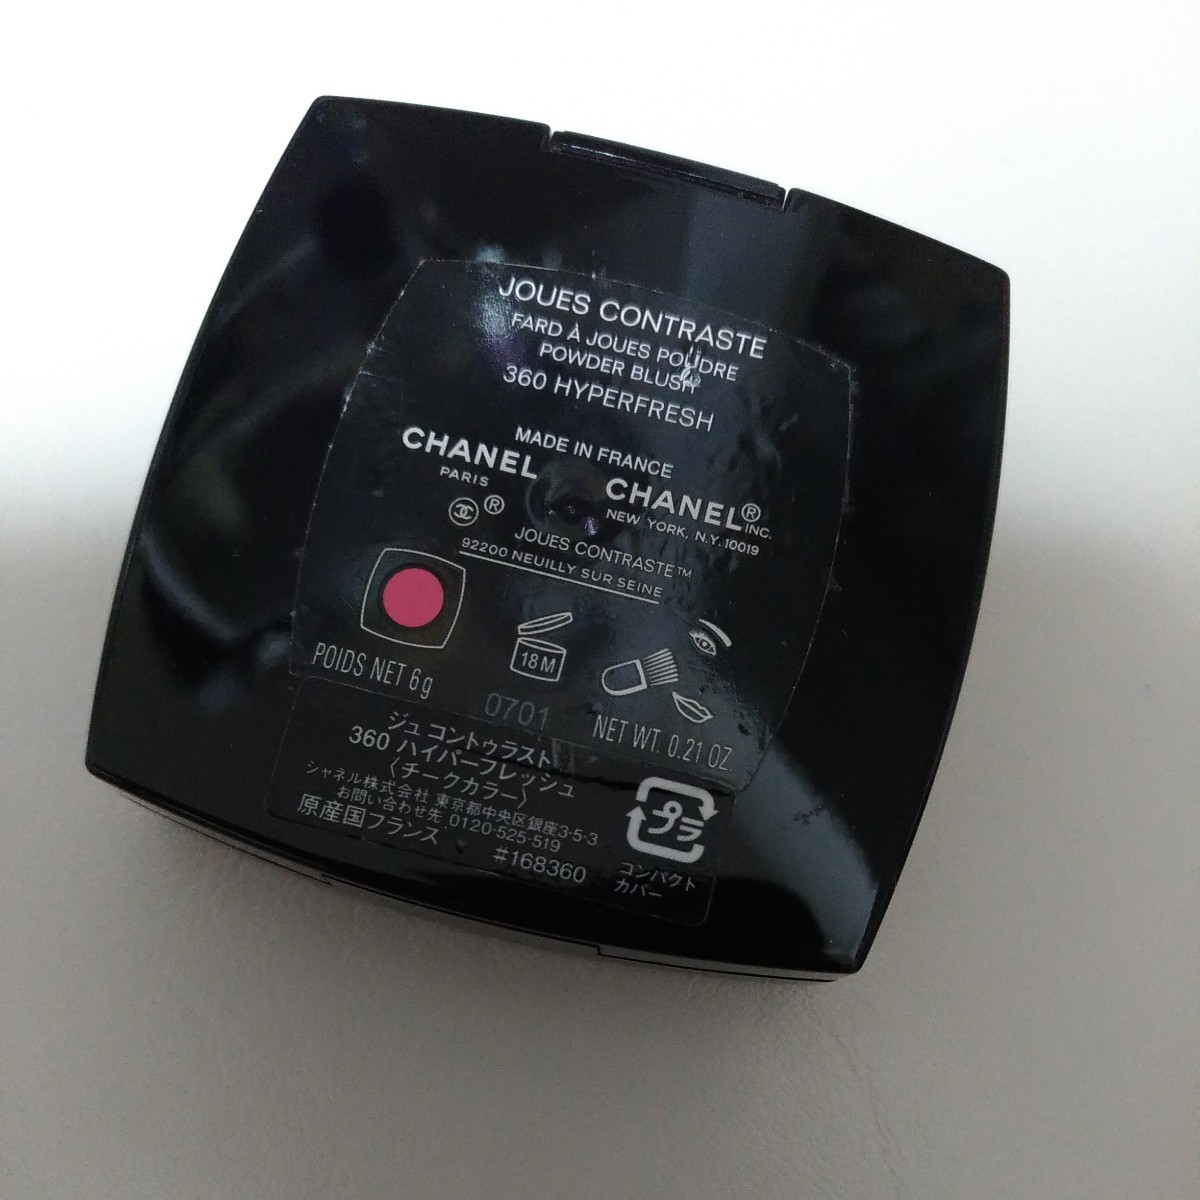 JOUES CONTRASTE
FARD À JOUES POUDRE
POWDER BLUSH
360 HYPERFRESH
MADE IN FRANCE
CHANEL
PARIS
®
CHANEL® INC.
NEW YORK, N.Y. 10019
JOUES CONTRASTE™
92200 NEUILLY SUR SEINE
18M
POIDS NET 6g
0701
NET WT. 0.21 OZ.
ジュ コントゥラスト
360 ハイパーフレッシュ
〈チークカラー〉
シャネル株式会社 東京都中央区銀座3-5-3
お問い合わせ先 0120-525-519
原産国フランス
#168360
プラ
コンパクト
カバー